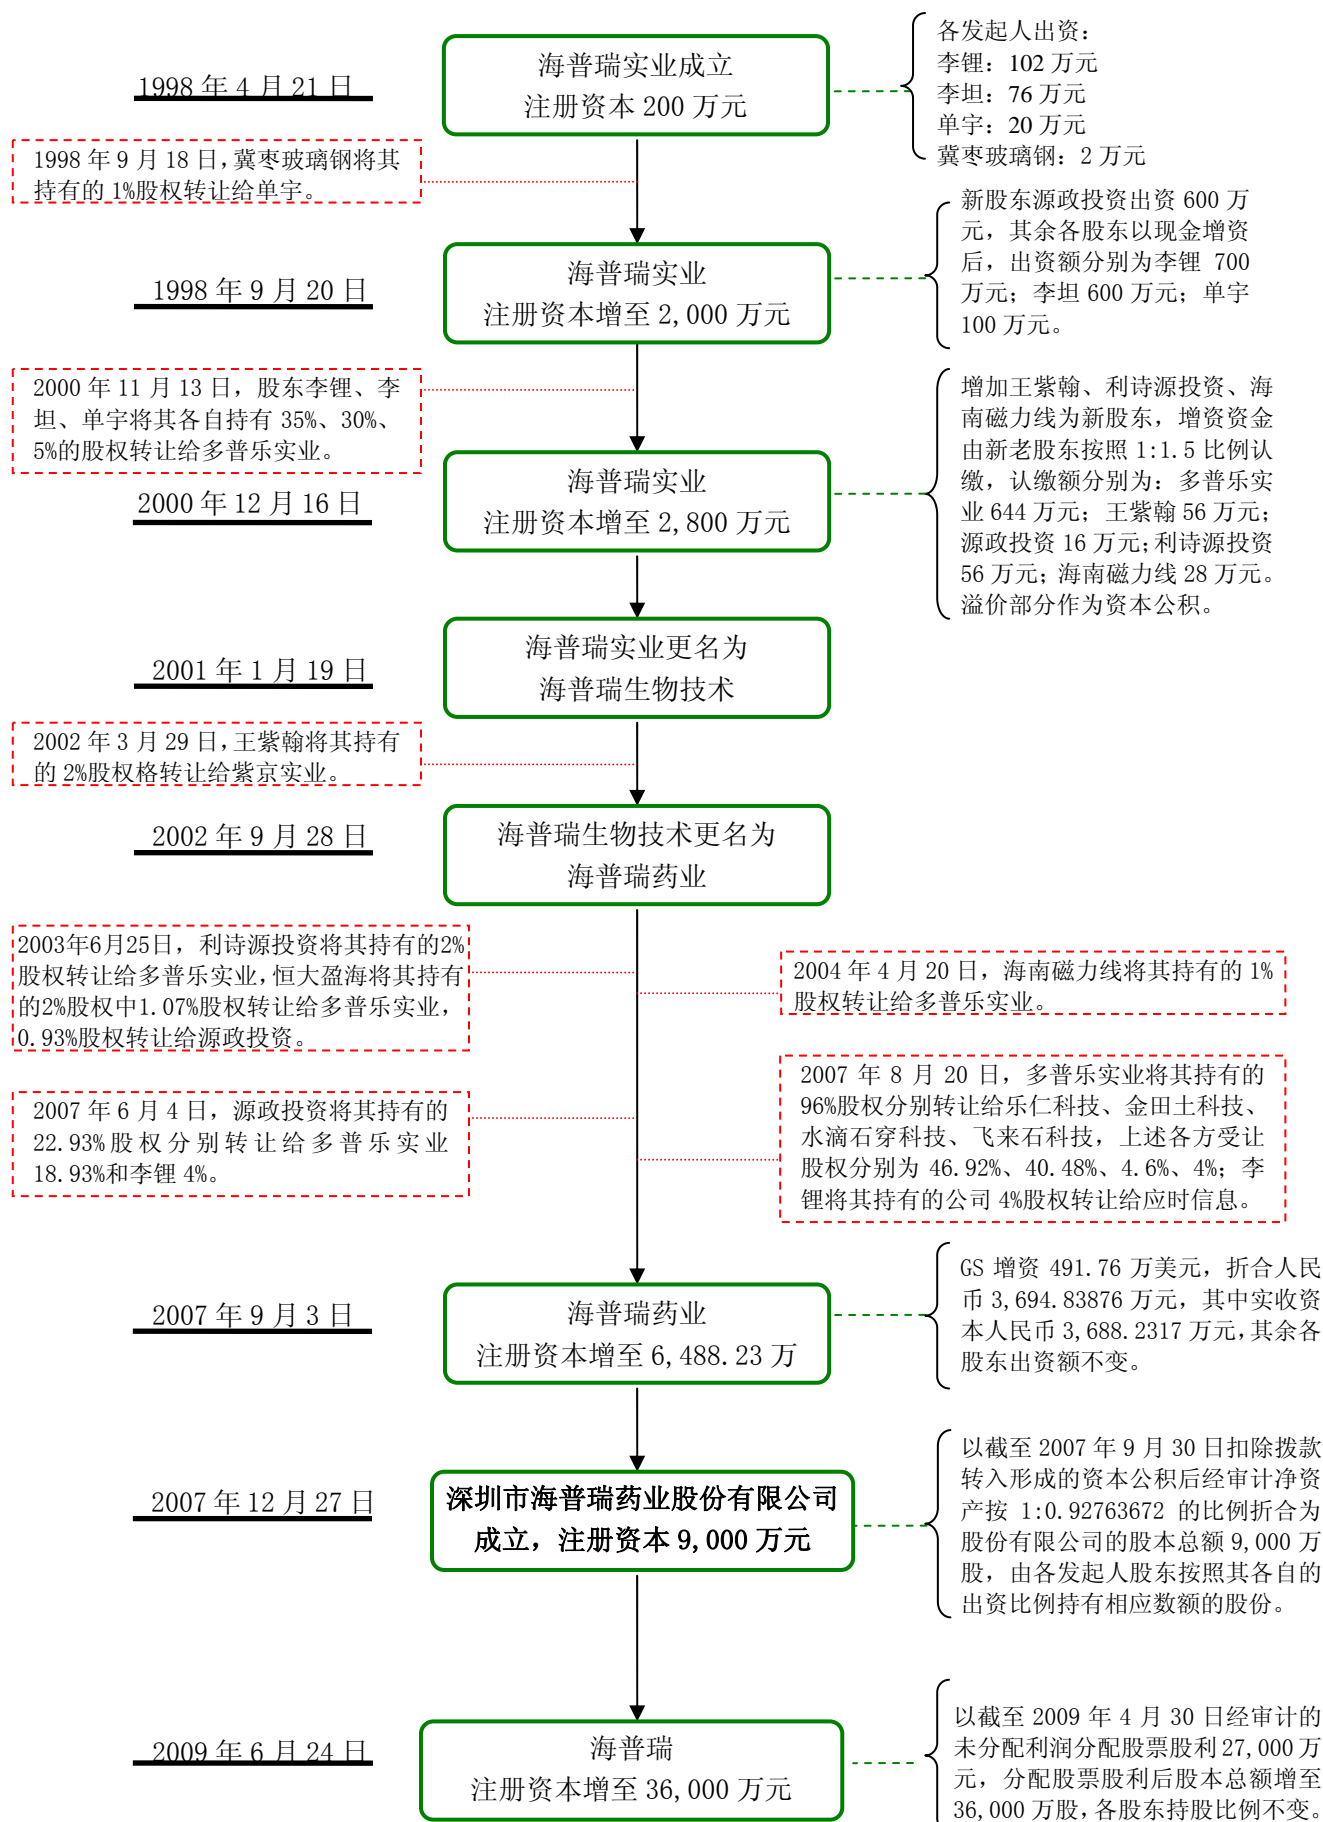 1998 年 4 月 21 日
海普瑞实业成立
注册资本 200 万元
各发起人出资：
李锂：102 万元
李坦：76 万元
单宇：20 万元
冀枣玻璃钢：2 万元
1998 年 9 月 18 日，冀枣玻璃钢将其
持有的 1%股权转让给单宇。
1998 年 9 月 20 日
海普瑞实业
注册资本增至 2,000 万元
新股东源政投资出资 600 万
元，其余各股东以现金增资
后，出资额分别为李锂 700
万元；李坦 600 万元；单宇
100 万元。
2000 年 11 月 13 日，股东李锂、李
坦、单宇将其各自持有 35%、30%、
5%的股权转让给多普乐实业。
2000 年 12 月 16 日
海普瑞实业
注册资本增至 2,800 万元
增加王紫翰、利诗源投资、海
南磁力线为新股东，增资资金
由新老股东按照 1:1.5 比例认
缴，认缴额分别为：多普乐实
业 644 万元；王紫翰 56 万元；
源政投资 16 万元；利诗源投资
56 万元；海南磁力线 28 万元。
溢价部分作为资本公积。
2001 年 1 月 19 日
海普瑞实业更名为
海普瑞生物技术
2002 年 3 月 29 日，王紫翰将其持有
的 2%股权格转让给紫京实业。
2002 年 9 月 28 日
海普瑞生物技术更名为
海普瑞药业
2003年6月25日，利诗源投资将其持有的2%
股权转让给多普乐实业，恒大盈海将其持有
的2%股权中1.07%股权转让给多普乐实业，
0.93%股权转让给源政投资。
2004 年 4 月 20 日，海南磁力线将其持有的 1%
股权转让给多普乐实业。
2007 年 6 月 4 日，源政投资将其持有的
22.93%股权分别转让给多普乐实业
18.93%和李锂 4%。
2007 年 8 月 20 日，多普乐实业将其持有的
96%股权分别转让给乐仁科技、金田土科技、
水滴石穿科技、飞来石科技，上述各方受让
股权分别为 46.92%、40.48%、4.6%、4%；李
锂将其持有的公司 4%股权转让给应时信息。
2007 年 9 月 3 日
海普瑞药业
注册资本增至 6,488.23 万
GS 增资 491.76 万美元，折合人民
币 3,694.83876 万元，其中实收资
本人民币 3,688.2317 万元，其余各
股东出资额不变。
2007 年 12 月 27 日
深圳市海普瑞药业股份有限公司
成立，注册资本 9,000 万元
以截至 2007 年 9 月 30 日扣除拨款
转入形成的资本公积后经审计净资
产按 1:0.92763672 的比例折合为
股份有限公司的股本总额 9,000 万
股，由各发起人股东按照其各自的
出资比例持有相应数额的股份。
2009 年 6 月 24 日
海普瑞
注册资本增至 36,000 万元
以截至 2009 年 4 月 30 日经审计的
未分配利润分配股票股利 27,000 万
元，分配股票股利后股本总额增至
36,000 万股，各股东持股比例不变。